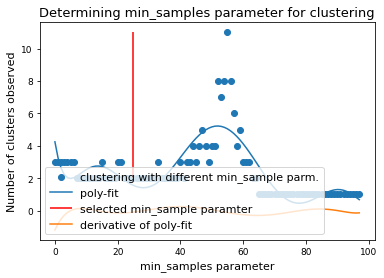 Determining min_samples parameter for clustering
Number of clusters observed
10
8
6
4
2
0
clustering with different min_sample parm.
poly-fit
selected min_sample paramter
derivative of poly-fit
0
20
40
60
80
100
min_samples parameter